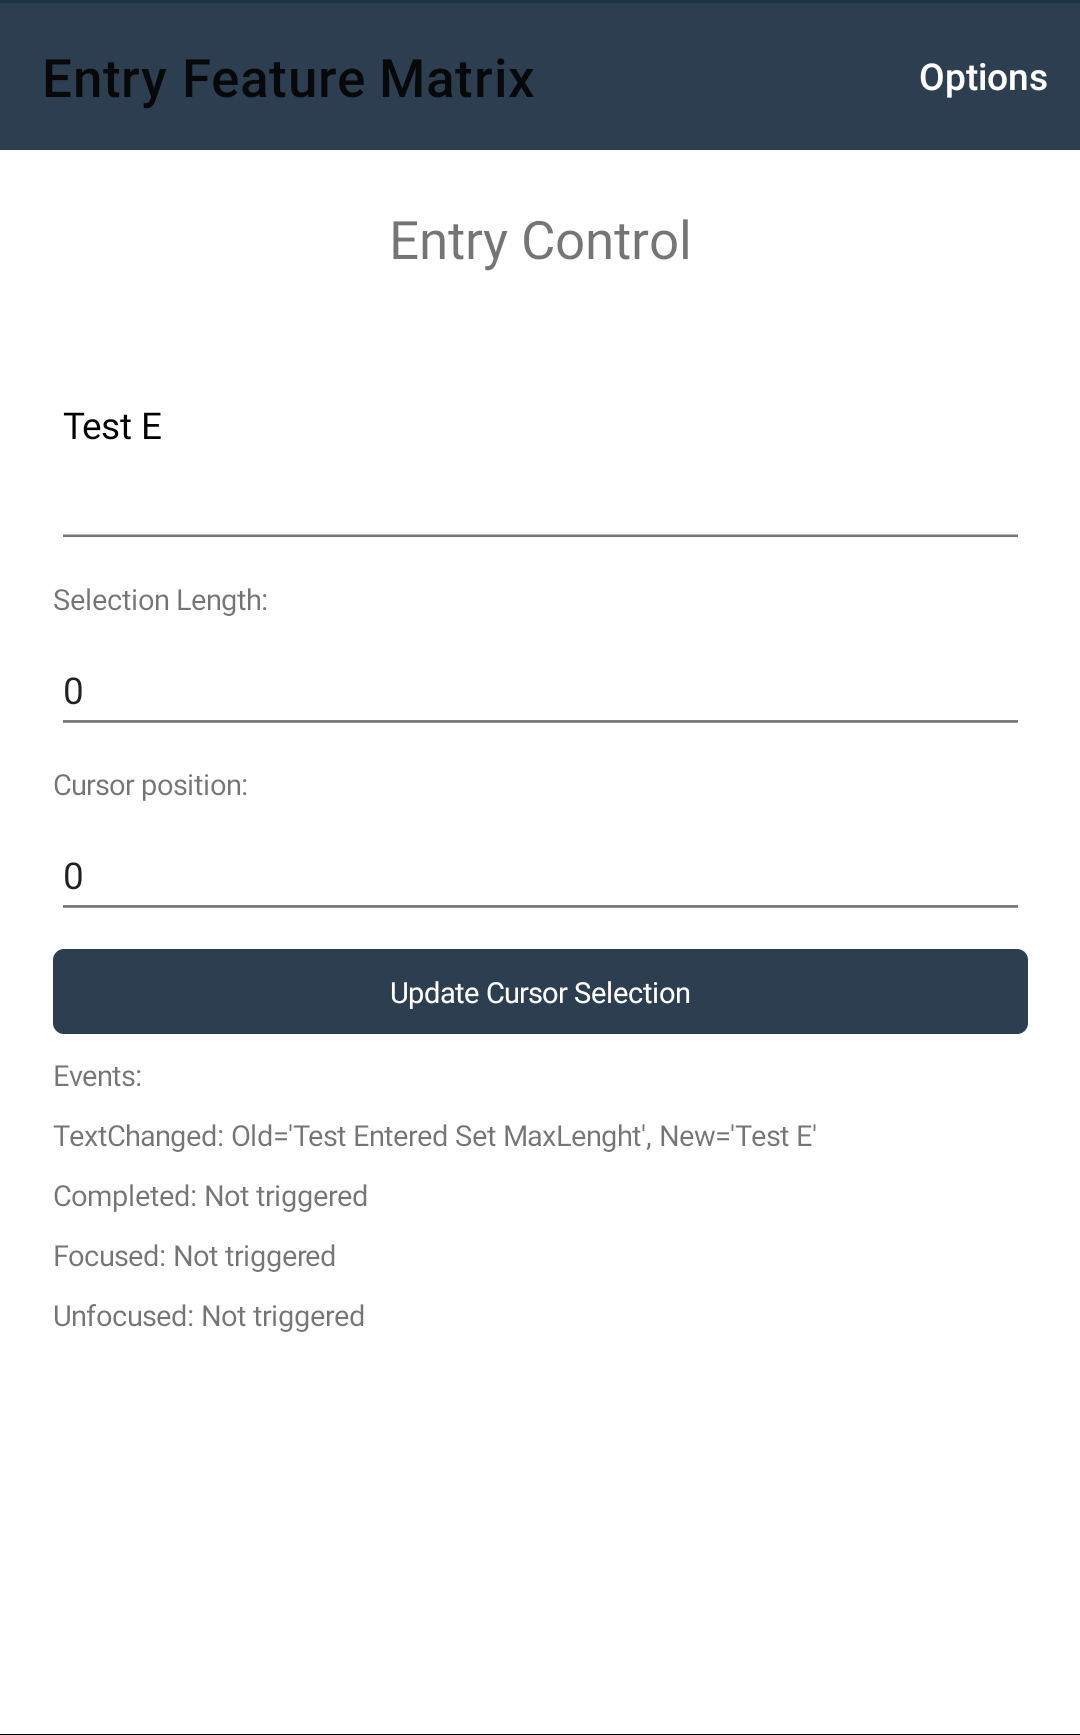 Entry Feature Matrix
Options
Entry Control
Test E
Selection Length:
0
Cursor position:
0
Update Cursor Selection
Events:
TextChanged: Old='Test Entered Set MaxLenght', New='Test E'
Completed: Not triggered
Focused: Not triggered
Unfocused: Not triggered